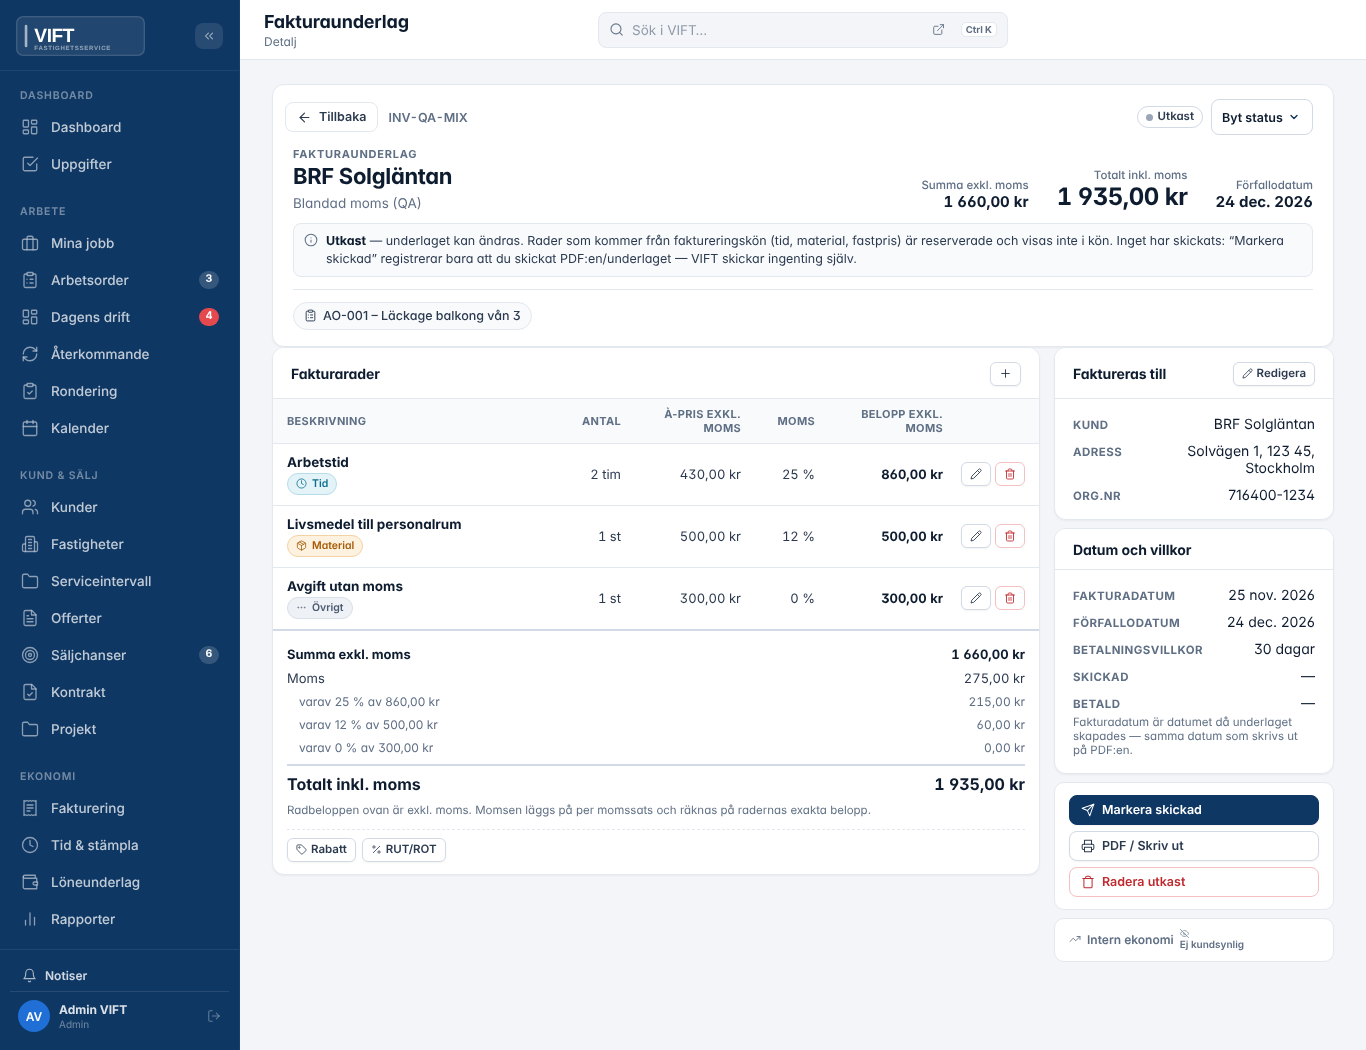 VIFT
FASTIGHETSSERVICE
DASHBOARD
Dashboard
Uppgifter
ARBETE
Mina jobb
Arbetsorder 3
Dagens drift 4
Återkommande
Rondering
Kalender
KUND & SÄLJ
Kunder
Fastigheter
Serviceintervall
Offerter
Säljchanser 6
Kontrakt
Projekt
EKONOMI
Fakturering
Tid & stämpla
Löneunderlag
Rapporter
Notiser
AV
Admin VIFT
Admin
Fakturaunderlag
Detalj
Sök i VIFT... Ctrl K
Tillbaka INV-QA-MIX
Utkast Byt status
FAKTURAUNDERLAG
BRF Solgläntan
Blandad moms (QA)
Summa exkl. moms
1 660,00 kr
Totalt inkl. moms
1 935,00 kr
Förfallodatum
24 dec. 2026
Utkast — underlaget kan ändras. Rader som kommer från faktureringskön (tid, material, fastpris) är reserverade och visas inte i kön. Inget har skickats: “Markera
skickad” registrerar bara att du skickat PDF:en/underlaget — VIFT skickar ingenting själv.
AO-001 – Läckage balkong vån 3
Fakturarader
BESKRIVNING ANTAL À-PRIS EXKL. MOMS MOMS BELOPP EXKL. MOMS
Arbetstid
Tid
2 tim 430,00 kr 25 % 860,00 kr
Livsmedel till personalrum
Material
1 st 500,00 kr 12 % 500,00 kr
Avgift utan moms
Övrigt
1 st 300,00 kr 0 % 300,00 kr
Summa exkl. moms 1 660,00 kr
Moms 275,00 kr
varav 25 % av 860,00 kr 215,00 kr
varav 12 % av 500,00 kr 60,00 kr
varav 0 % av 300,00 kr 0,00 kr
Totalt inkl. moms 1 935,00 kr
Radbeloppen ovan är exkl. moms. Momsen läggs på per momssats och räknas på radernas exakta belopp.
Rabatt RUT/ROT
Faktureras till Redigera
KUND BRF Solgläntan
ADRESS Solvägen 1, 123 45,
Stockholm
ORG.NR 716400-1234
Datum och villkor
FAKTURADATUM 25 nov. 2026
FÖRFALLODATUM 24 dec. 2026
BETALNINGSVILLKOR 30 dagar
SKICKAD —
BETALD —
Fakturadatum är datumet då underlaget
skapades — samma datum som skrivs ut
på PDF:en.
Markera skickad
PDF / Skriv ut
Radera utkast
Intern ekonomi Ej kundsynlig